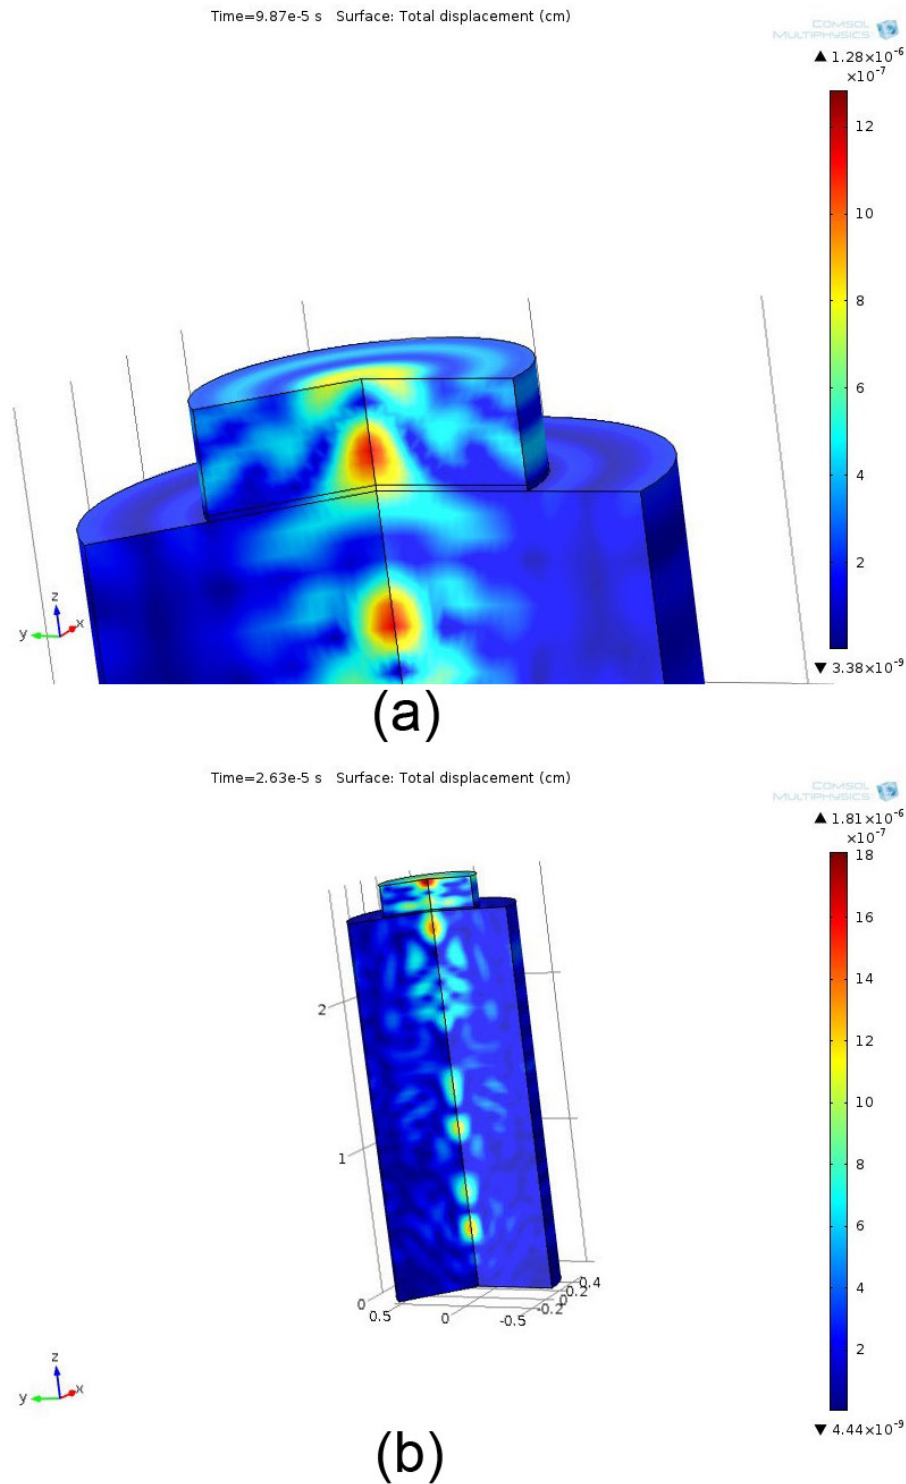 Time=9.87e-5 s Surface: Total displacement (cm)
COMSOL
MULTIPHYSICS
▲ 1.28×10⁻⁶
×10⁻⁷
12
10
8
6
4
2
▼ 3.38×10⁻⁹
z
y
x
(a)
Time=2.63e-5 s Surface: Total displacement (cm)
COMSOL
MULTIPHYSICS
▲ 1.81×10⁻⁶
×10⁻⁷
18
16
14
12
10
8
6
4
2
▼ 4.44×10⁻⁹
2
1
0
0.5
0
-0.5
-0.2
0
0.2
0.4
z
y
x
(b)